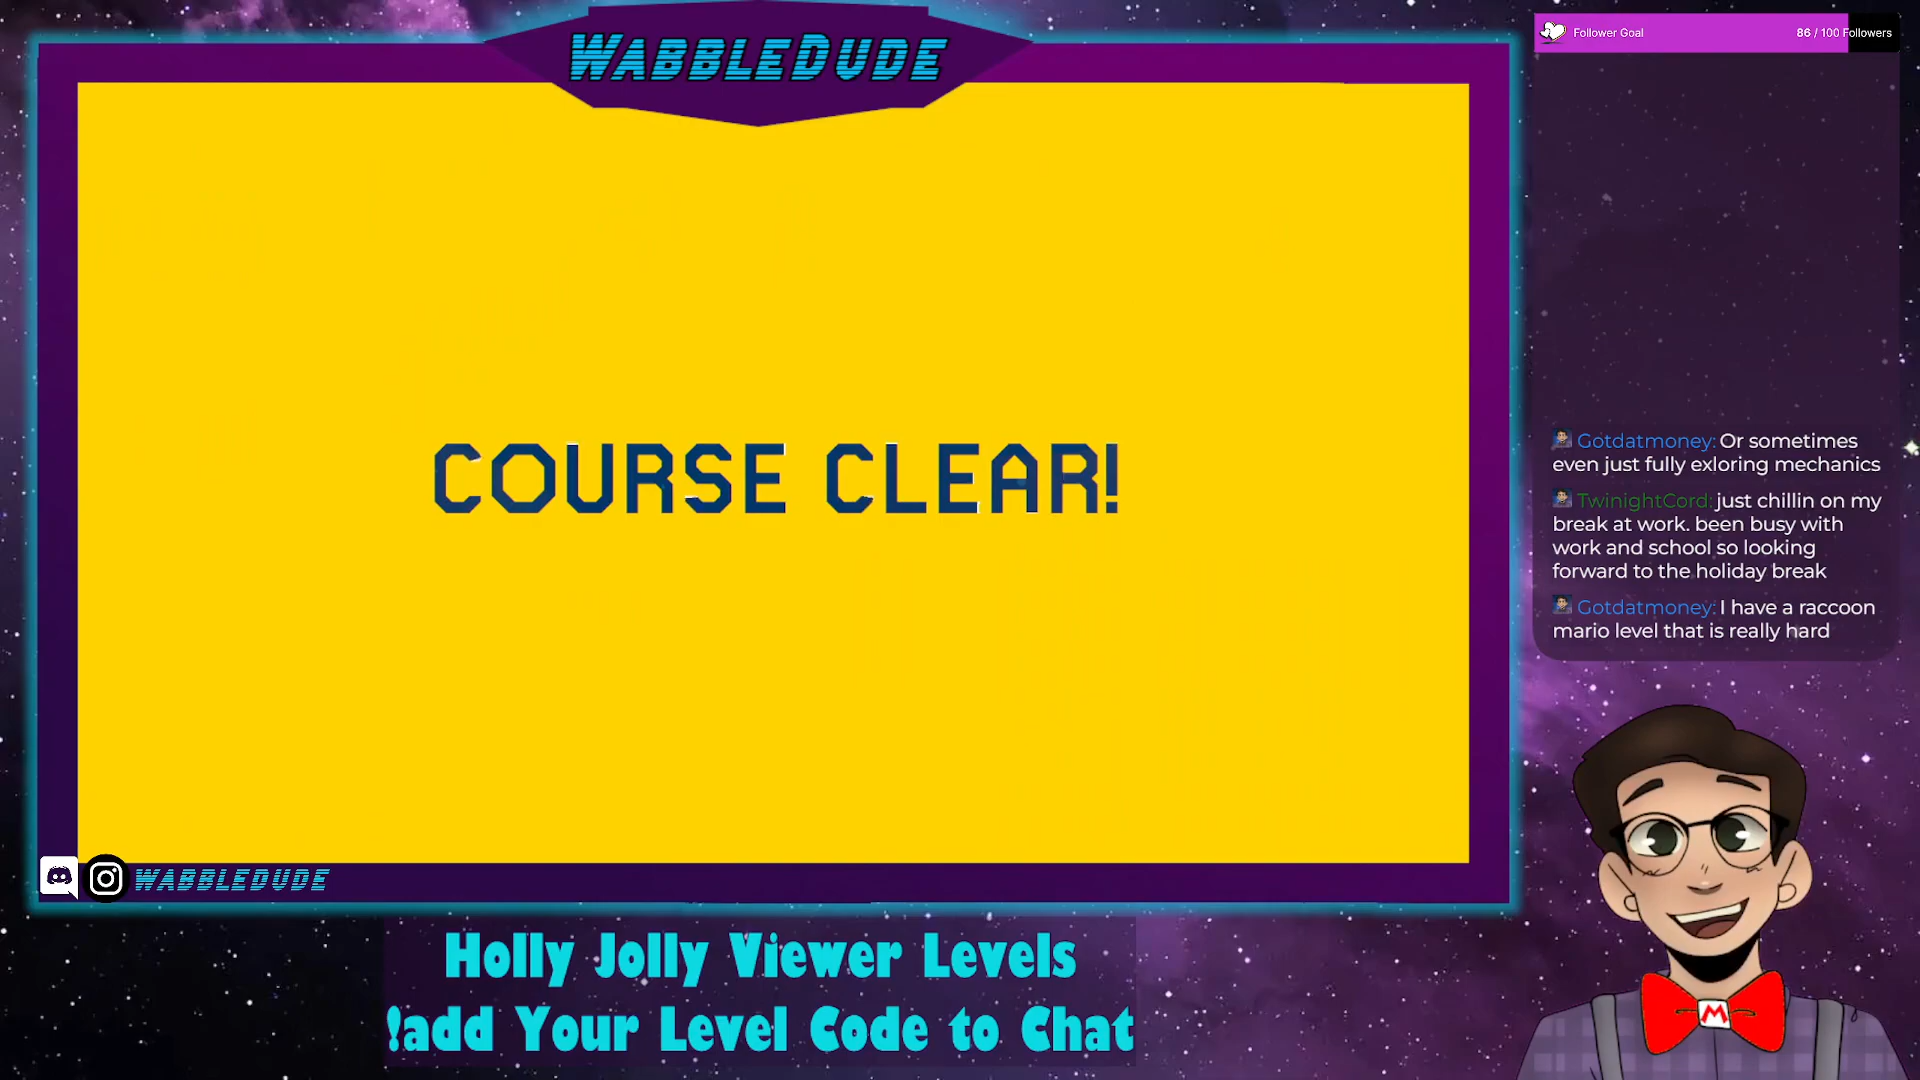 WABBLEDUDE
Follower Goal
86 / 100 Followers
COURSE CLEAR!
Gotdatmoney: Or sometimes
even just fully exloring mechanics
TwinightCord: just chillin on my
break at work. been busy with
work and school so looking
forward to the holiday break
Gotdatmoney: I have a raccoon
mario level that is really hard
WABBLEDUDE
Holly Jolly Viewer Levels
!add Your Level Code to Chat
M